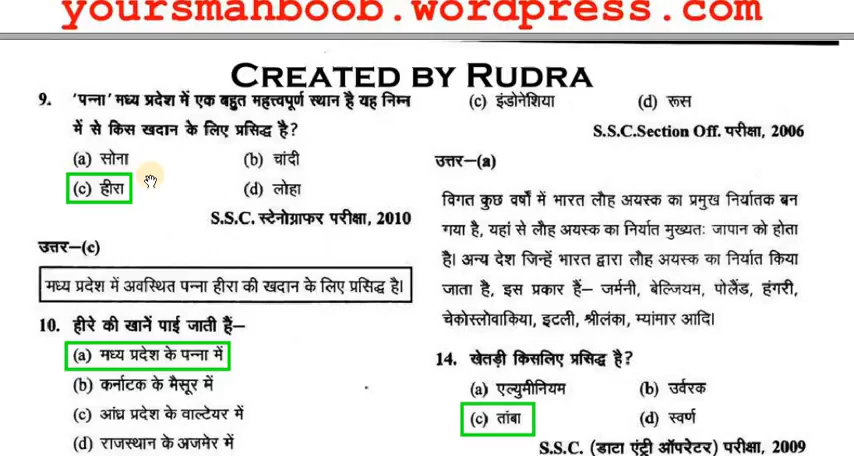 yoursmahboob.wordpress.com
CREATED BY RUDRA
9. 'पन्ना' मध्य प्रदेश में एक बहुत महत्त्वपूर्ण स्थान है यह निम्न
में से किस खदान के लिए प्रसिद्ध है?
(a) सोना (b) चांदी
(c) हीरा (d) लोहा
S.S.C. स्टेनोग्राफर परीक्षा, 2010
उत्तर–(c)
मध्य प्रदेश में अवस्थित पन्ना हीरा की खदान के लिए प्रसिद्ध है।
10. हीरे की खानें पाई जाती हैं–
(a) मध्य प्रदेश के पन्ना में
(b) कर्नाटक के मैसूर में
(c) आंध्र प्रदेश के वाल्टेयर में
(d) राजस्थान के अजमेर में
(c) इंडोनेशिया (d) रूस
S.S.C.Section Off. परीक्षा, 2006
उत्तर–(a)
विगत कुछ वर्षों में भारत लौह अयस्क का प्रमुख निर्यातक बन
गया है, यहां से लौह अयस्क का निर्यात मुख्यतः जापान को होता
है। अन्य देश जिन्हें भारत द्वारा लौह अयस्क का निर्यात किया
जाता है, इस प्रकार हैं– जर्मनी, बेल्जियम, पोलैंड, हंगरी,
चेकोस्लोवाकिया, इटली, श्रीलंका, म्यांमार आदि।
14. खेतड़ी किसलिए प्रसिद्ध है?
(a) एल्युमीनियम (b) उर्वरक
(c) तांबा (d) स्वर्ण
S.S.C. (डाटा एंट्री ऑपरेटर) परीक्षा, 2009